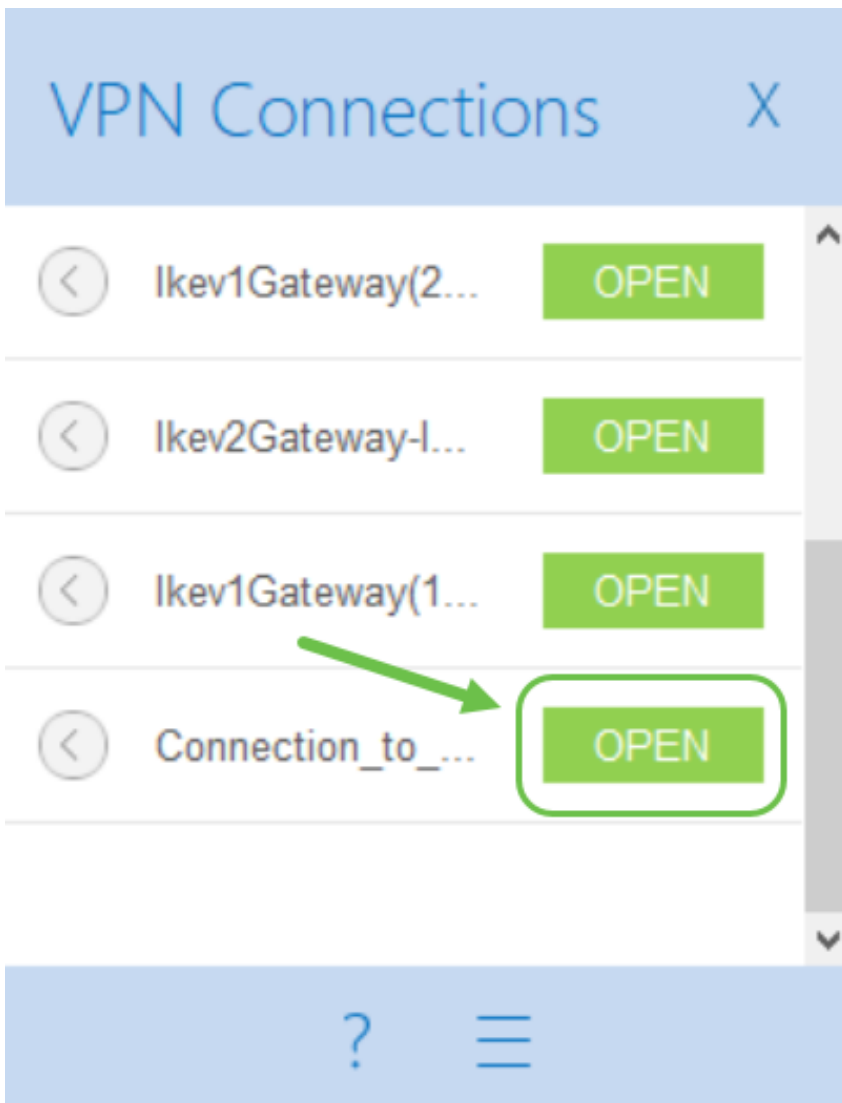 VPN Connections X
Ikev1Gateway(2... OPEN
Ikev2Gateway-I... OPEN
Ikev1Gateway(1... OPEN
Connection_to_... OPEN
?